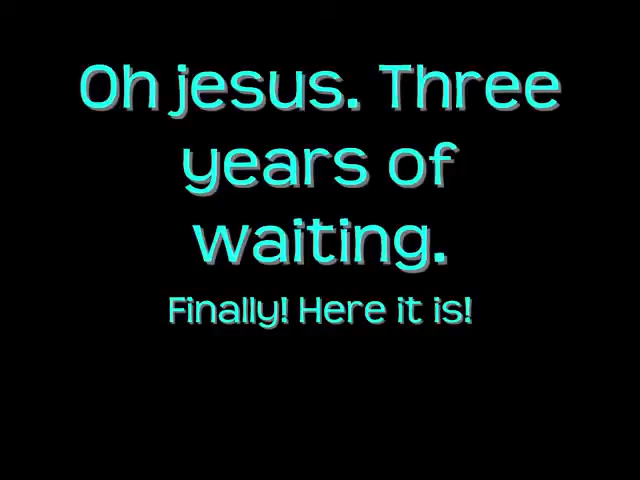 Oh jesus. Three
years of
waiting.
Finally! Here it is!